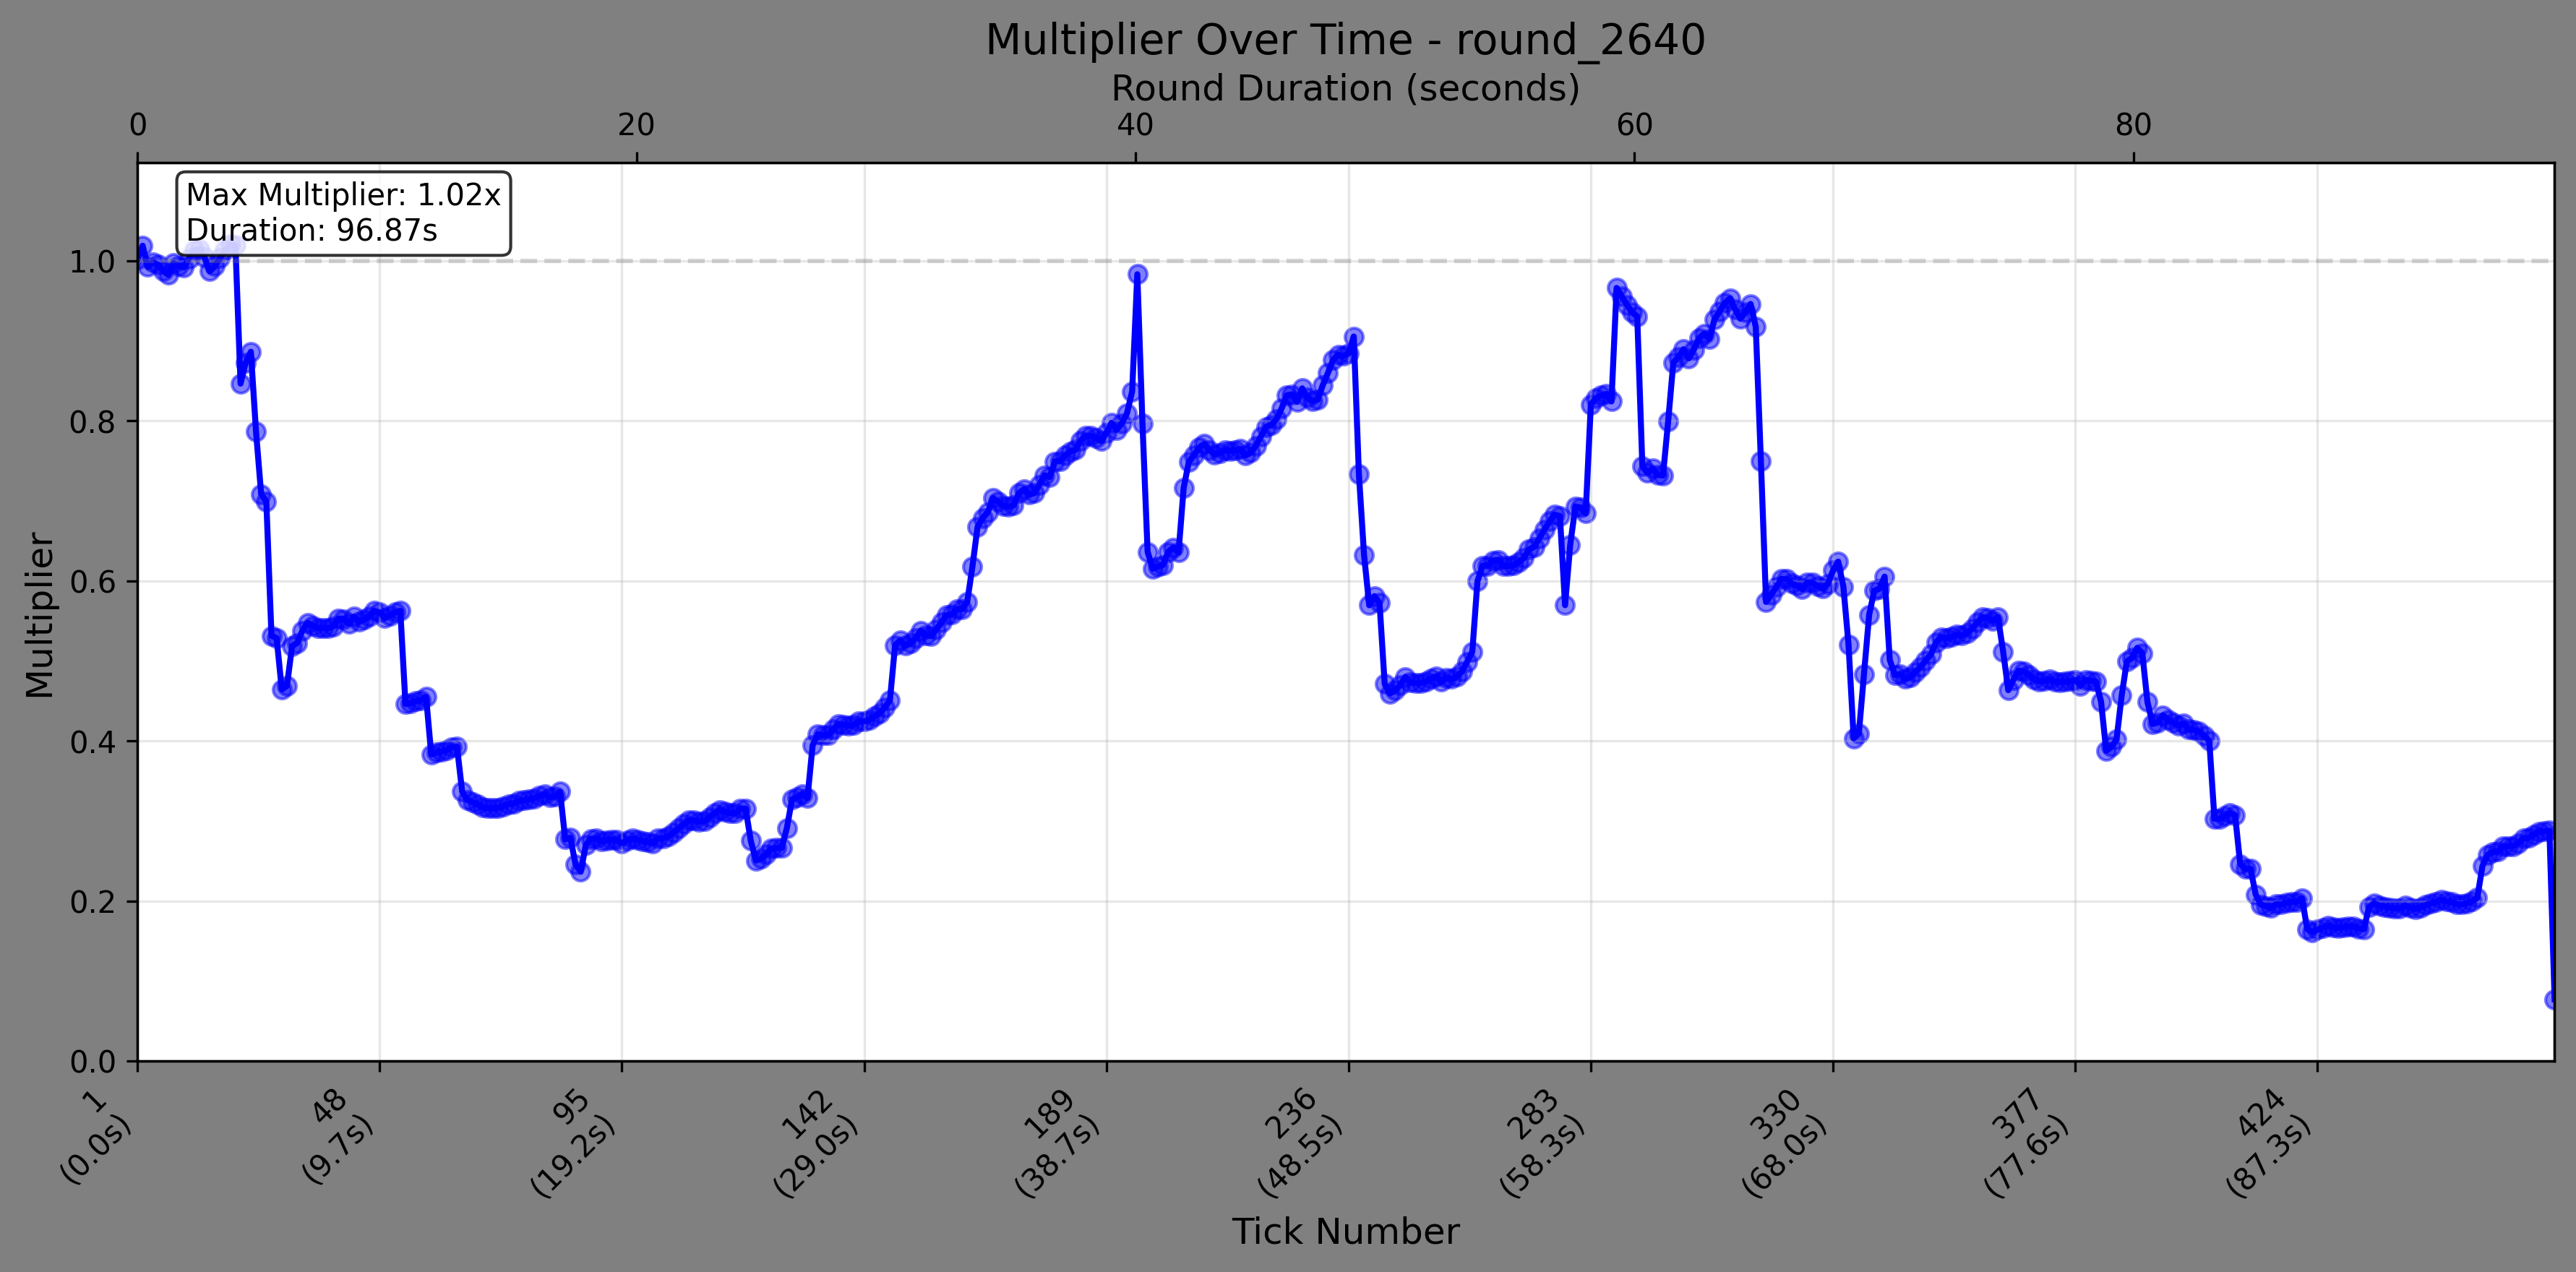 Multiplier Over Time - round_2640
Round Duration (seconds)
0 20 40 60 80
Max Multiplier: 1.02x
Duration: 96.87s
Multiplier
1.0
0.8
0.6
0.4
0.2
0.0
1
(0.0s)
48
(9.7s)
95
(19.2s)
142
(29.0s)
189
(38.7s)
236
(48.5s)
283
(58.3s)
330
(68.0s)
377
(77.6s)
424
(87.3s)
Tick Number